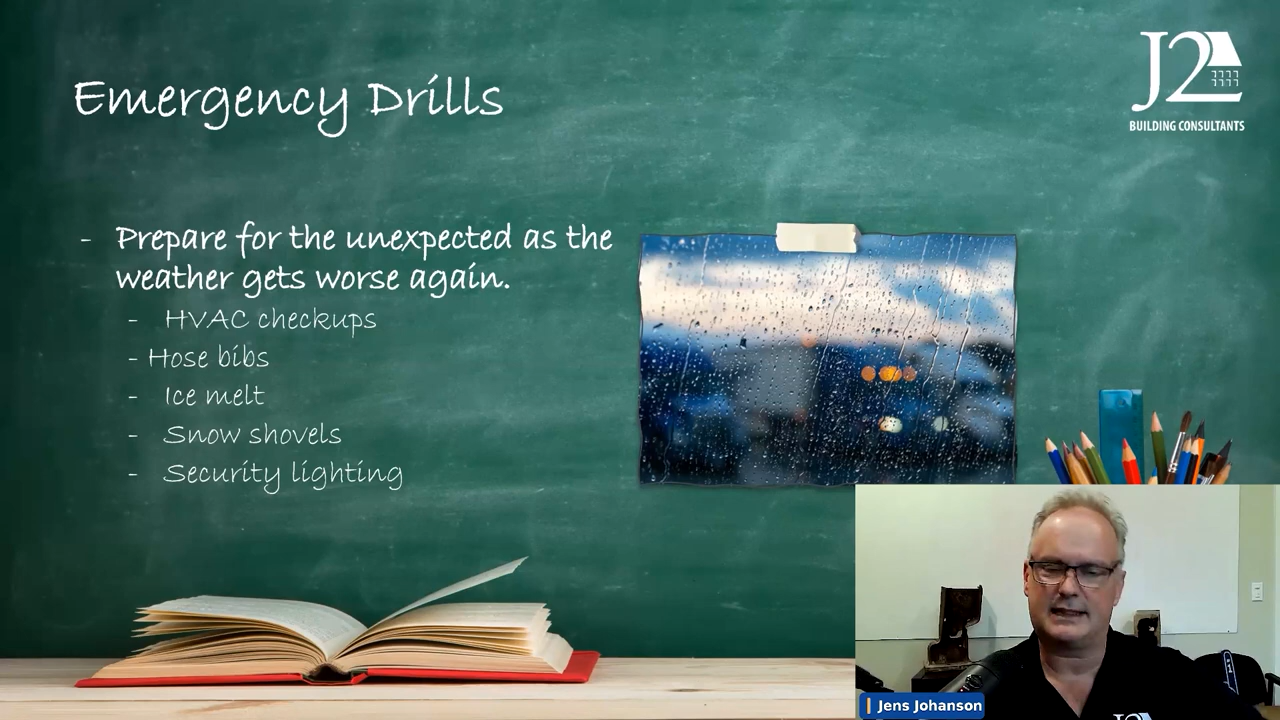 J2
BUILDING CONSULTANTS
Emergency Drills
- Prepare for the unexpected as the
weather gets worse again.
- HVAC checkups
- Hose bibs
- Ice melt
- Snow shovels
- Security lighting
Jens Johanson
J2